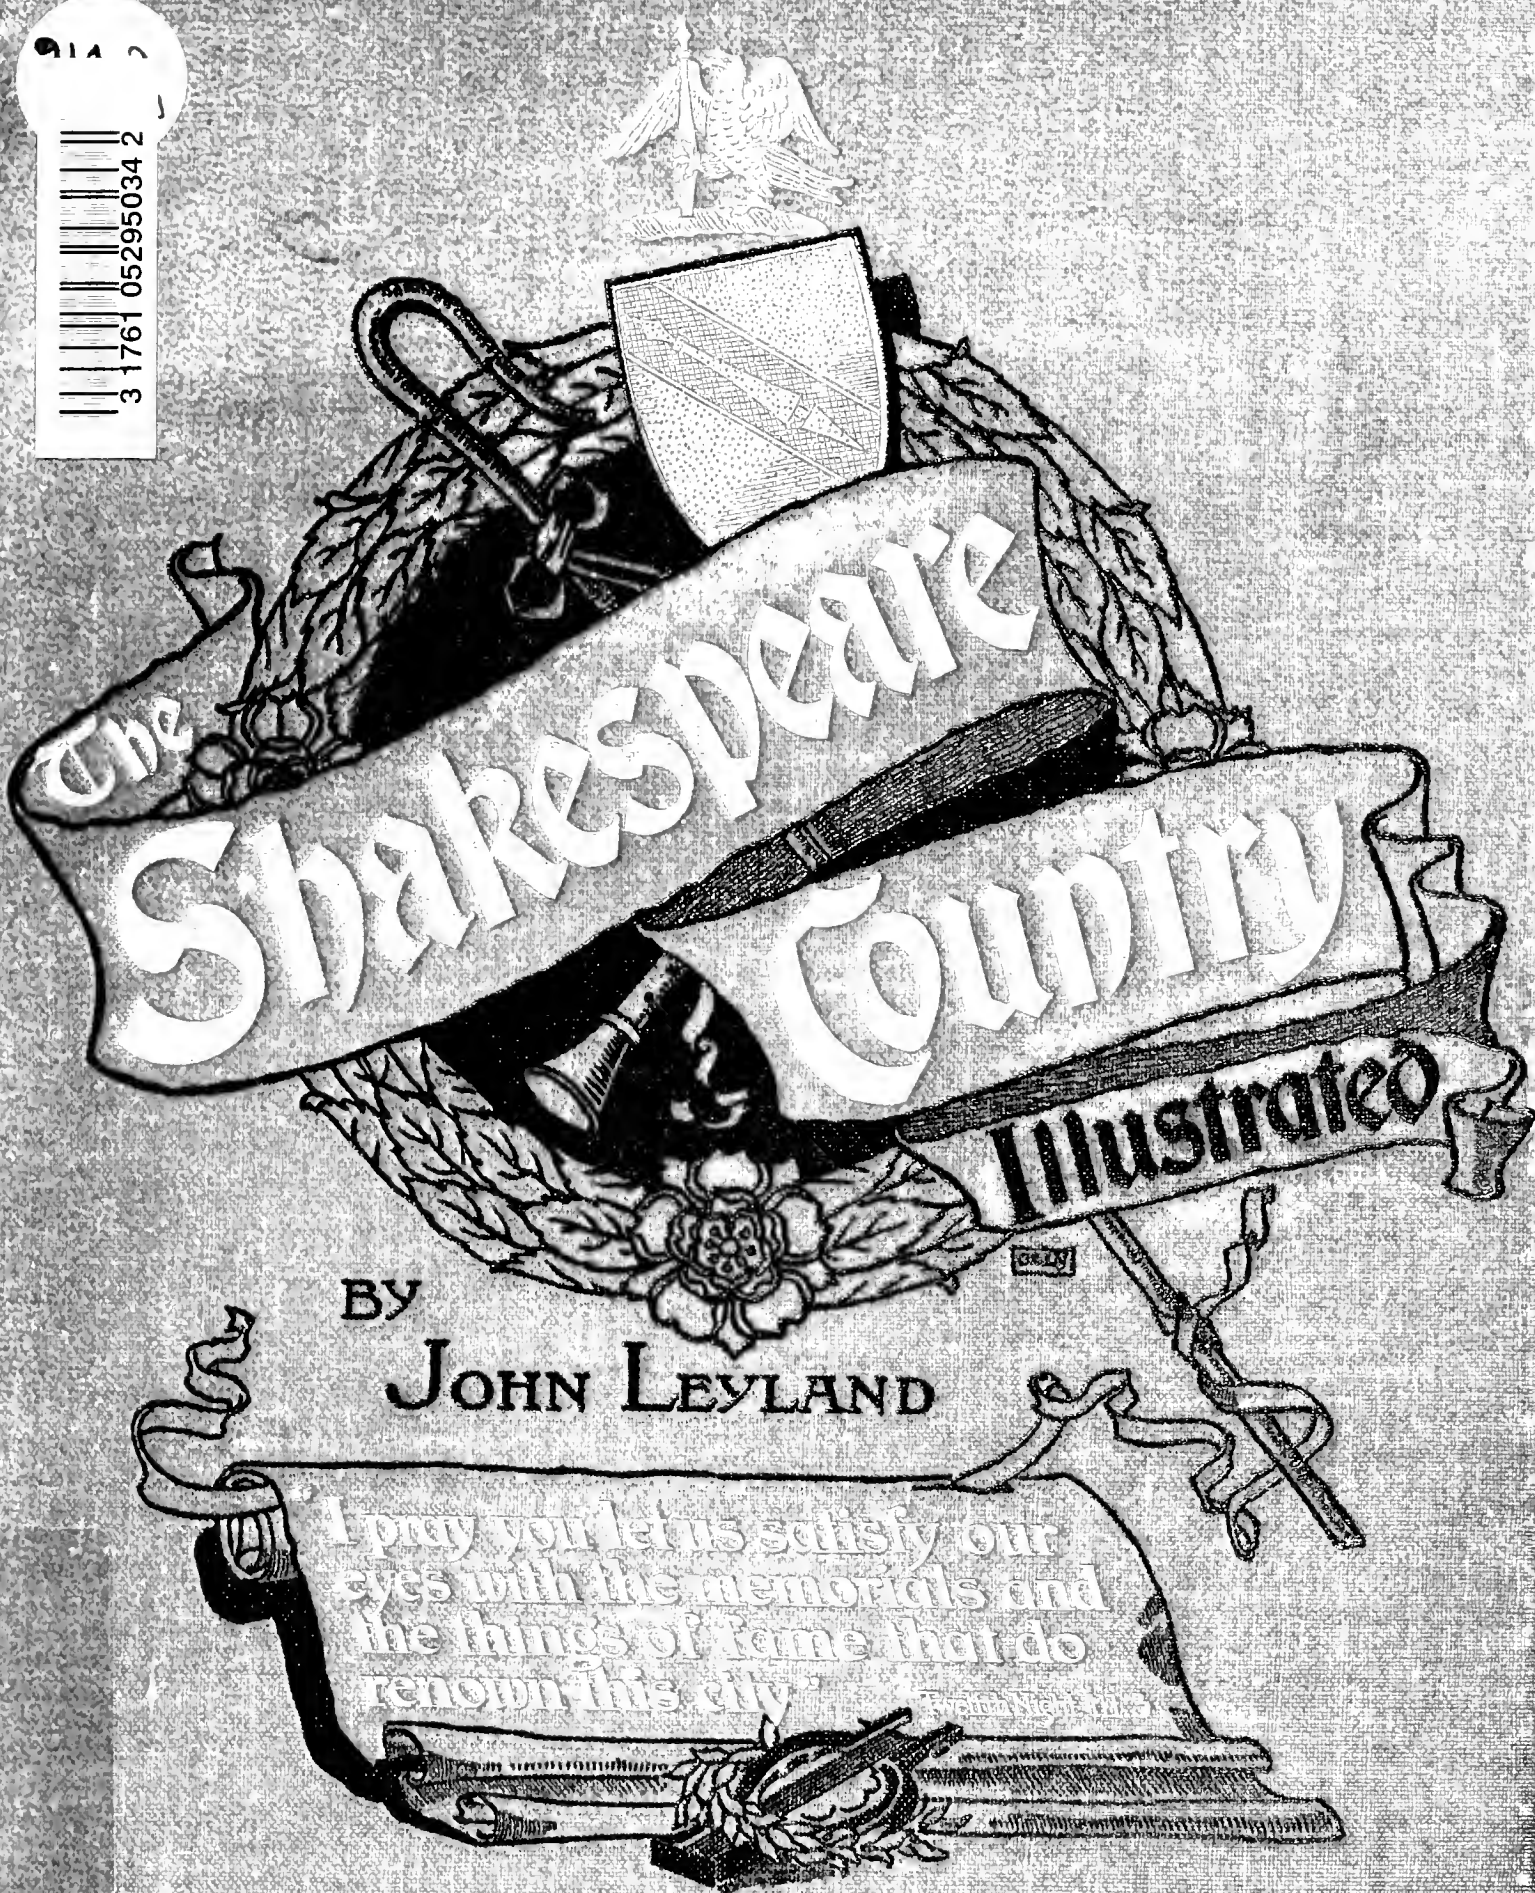 3 1761 05295034 2
The
Shakespeare
Country
Illustrated
BY
JOHN LEYLAND
"I pray you let us satisfy our
eyes with the memorials and
the things of fame that do
renown this city"
Twelfth Night